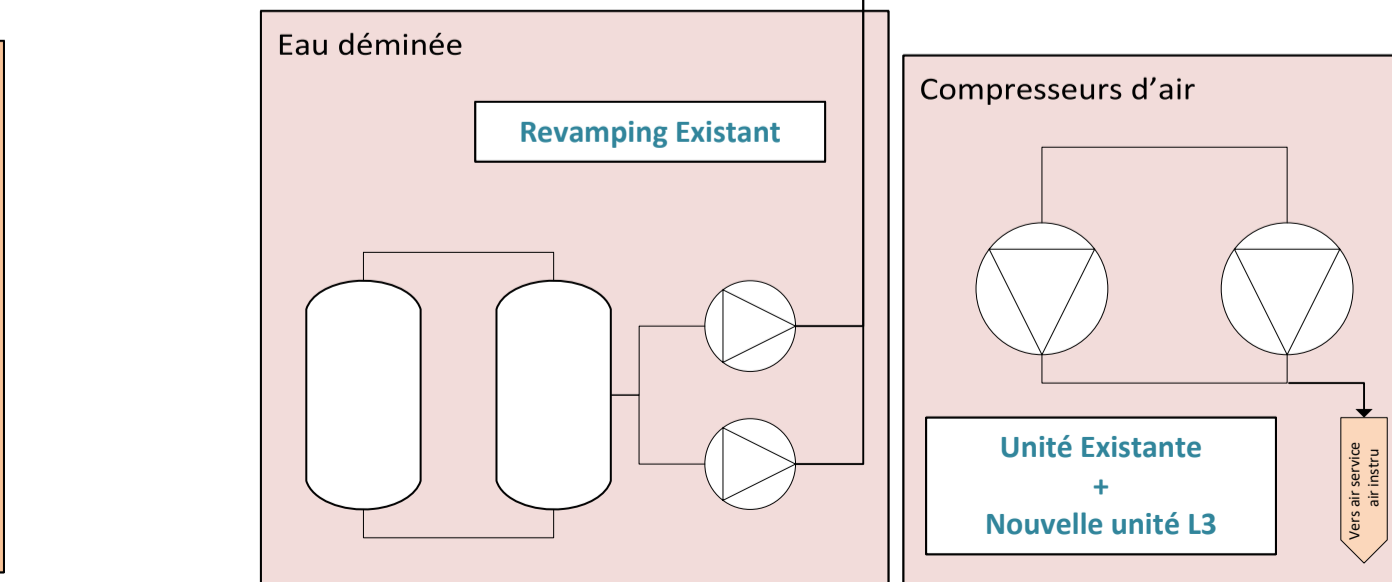 Eau déminée
Revamping Existant
Compresseurs d’air
Unité Existante
+
Nouvelle unité L3
Vers air service
air instru